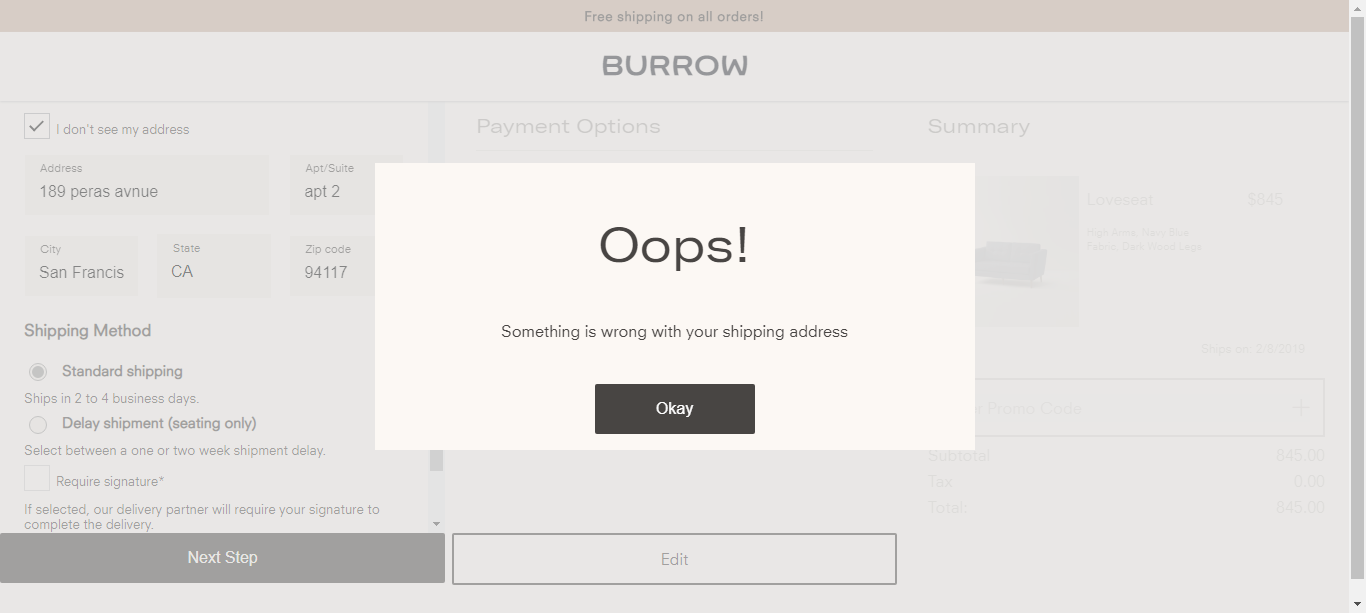 Free shipping on all orders!
BURROW
I don't see my address
Address
189 peras avnue
Apt/Suite
apt 2
City
San Francis
State
CA
Zip code
94117
Shipping Method
Standard shipping
Ships in 2 to 4 business days.
Delay shipment (seating only)
Select between a one or two week shipment delay.
Require signature*
If selected, our delivery partner will require your signature to
complete the delivery.
Next Step
Payment Options
Edit
Oops!
Something is wrong with your shipping address
Okay
Summary
Loveseat $845
High Arms, Navy Blue
Fabric, Dark Wood Legs
Ships on: 2/8/2019
Promo Code
Subtotal 845.00
Tax 0.00
Total: 845.00